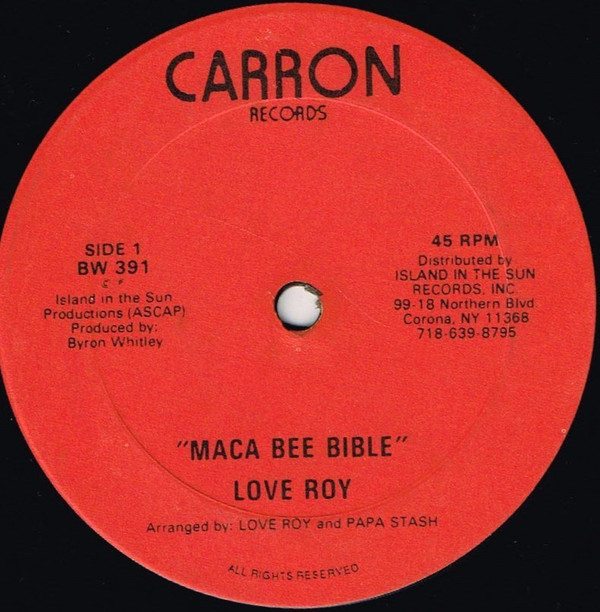 CARRON
RECORDS
SIDE 1
BW 391
Island in the Sun
Productions (ASCAP)
Produced by:
Byron Whitley
45 RPM
Distributed by
ISLAND IN THE SUN
RECORDS, INC.
99-18 Northern Blvd
Corona, NY 11368
718-639-8795
"MACA BEE BIBLE"
LOVE ROY
Arranged by: LOVE ROY and PAPA STASH
ALL RIGHTS RESERVED